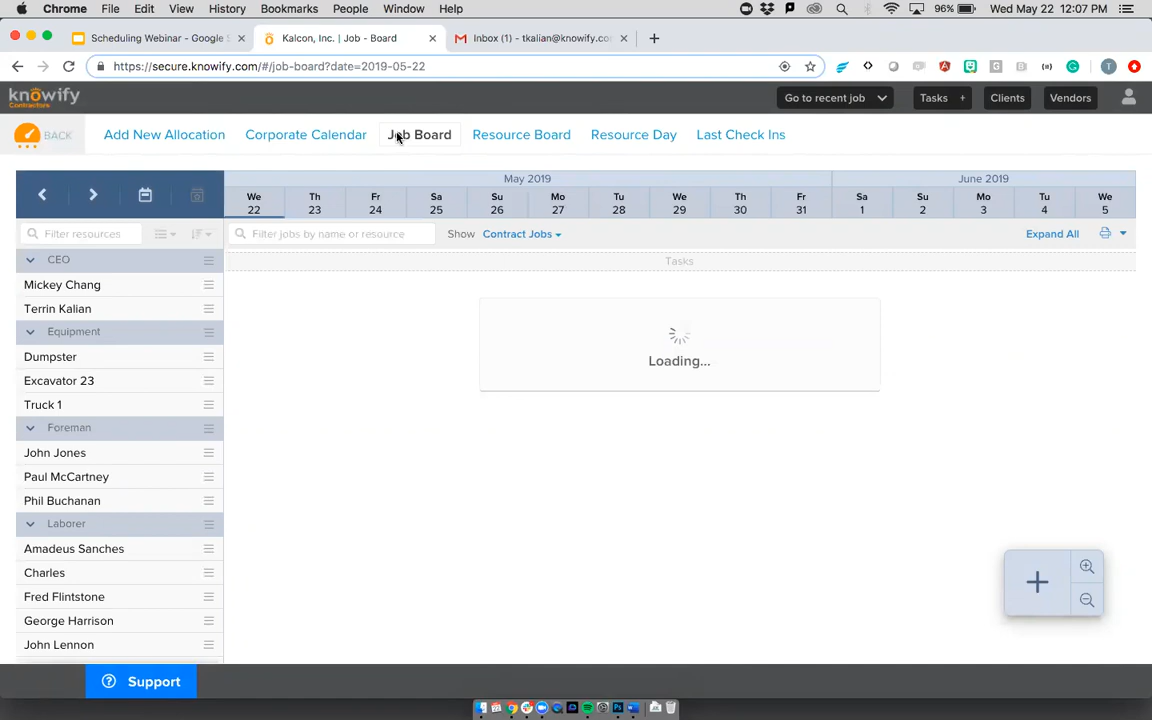 Chrome File Edit View History Bookmarks People Window Help 96% Wed May 22 12:07 PM
Scheduling Webinar - Google S Kalcon, Inc. | Job - Board Inbox (1) - tkalian@knowify.co
https://secure.knowify.com/#/job-board?date=2019-05-22
T
knowify
Contractors
Go to recent job Tasks + Clients Vendors
BACK Add New Allocation Corporate Calendar Job Board Resource Board Resource Day Last Check Ins
May 2019 June 2019
We Th Fr Sa Su Mo Tu We Th Fr Sa Su Mo Tu We
22 23 24 25 26 27 28 29 30 31 1 2 3 4 5
Filter resources Filter jobs by name or resource Show Contract Jobs Expand All
CEO
Tasks
Mickey Chang
Terrin Kalian
Equipment
Loading...
Dumpster
Excavator 23
Truck 1
Foreman
John Jones
Paul McCartney
Phil Buchanan
Laborer
Amadeus Sanches
Charles
Fred Flintstone
George Harrison
John Lennon
Support